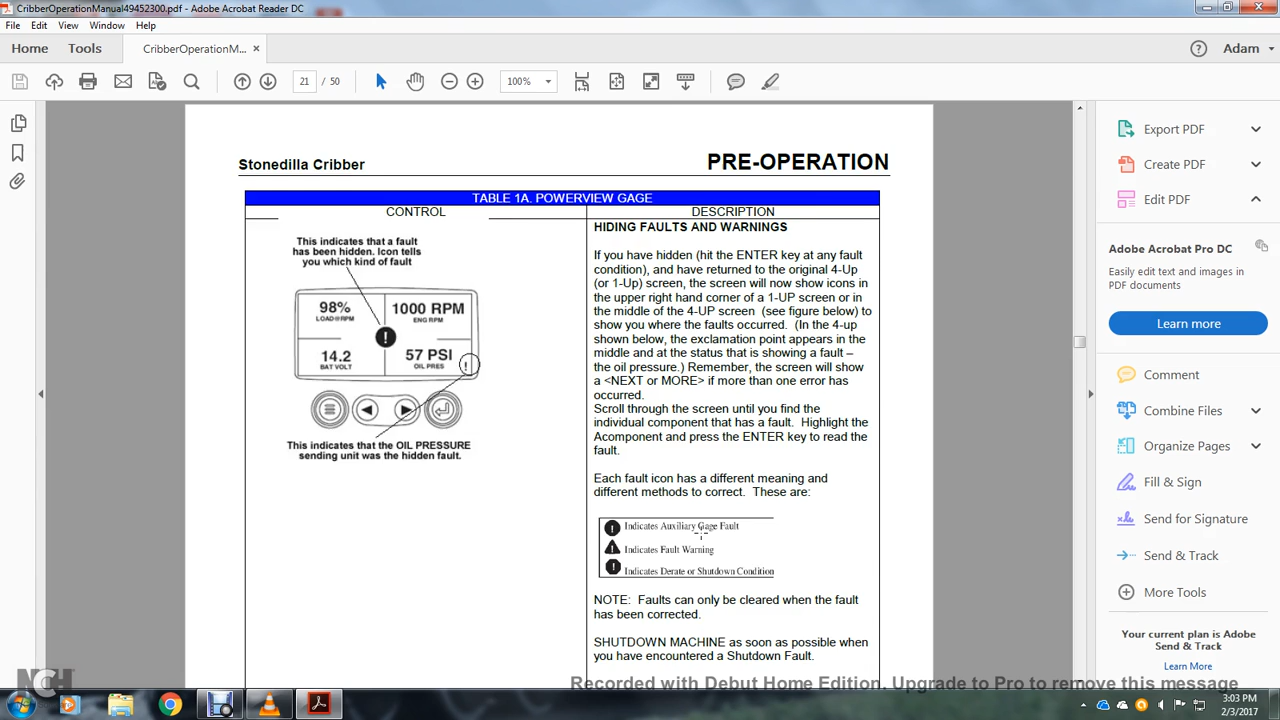 CribberOperationManual49452300.pdf - Adobe Acrobat Reader DC
File Edit View Window Help
Home Tools CribberOperationM... × Adam
21 / 50 100%
Stonedilla Cribber PRE-OPERATION
TABLE 1A. POWERVIEW GAGE
CONTROL DESCRIPTION
This indicates that a fault
has been hidden. Icon tells
you which kind of fault
98%
LOAD@RPM
1000 RPM
ENG RPM
!
14.2
BAT VOLT
57 PSI
OIL PRES
!
This indicates that the OIL PRESSURE
sending unit was the hidden fault.
HIDING FAULTS AND WARNINGS
If you have hidden (hit the ENTER key at any fault
condition), and have returned to the original 4-Up
(or 1-Up) screen, the screen will now show icons in
the upper right hand corner of a 1-UP screen or in
the middle of the 4-UP screen (see figure below) to
show you where the faults occurred. (In the 4-up
shown below, the exclamation point appears in the
middle and at the status that is showing a fault –
the oil pressure.) Remember, the screen will show
a <NEXT or MORE> if more than one error has
occurred.
Scroll through the screen until you find the
individual component that has a fault. Highlight the
Acomponent and press the ENTER key to read the
fault.
Each fault icon has a different meaning and
different methods to correct. These are:
! Indicates Auxiliary Gage Fault
! Indicates Fault Warning
! Indicates Derate or Shutdown Condition
NOTE: Faults can only be cleared when the fault
has been corrected.
SHUTDOWN MACHINE as soon as possible when
you have encountered a Shutdown Fault.
Export PDF
Create PDF
Edit PDF
Adobe Acrobat Pro DC
Easily edit text and images in
PDF documents
Learn more
Comment
Combine Files
Organize Pages
Fill & Sign
Send for Signature
Send & Track
More Tools
Your current plan is Adobe
Send & Track
Learn More
NCH
Recorded with Debut Home Edition. Upgrade to Pro to remove this message
3:03 PM
2/3/2017